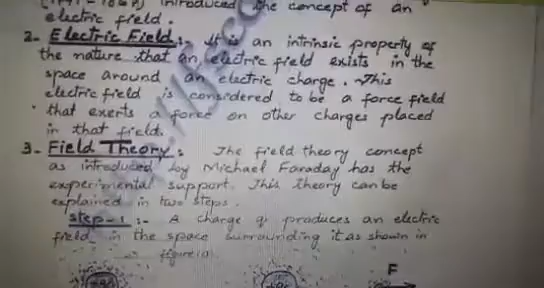 (1791 - 1867) introduced the concept of an
electric field.
2- Electric Field :- It is an intrinsic property of
the nature that an electric field exists in the
space around an electric charge. This
electric field is considered to be a force field
that exerts a force on other charges placed
in that field.
3- Field Theory : The field theory concept
as introduced by Michael Faraday has the
experimental support. This theory can be
explained in two steps.
Step-1 :- A charge q produces an electric
field in the space surrounding it as shown in
figure(a)
F